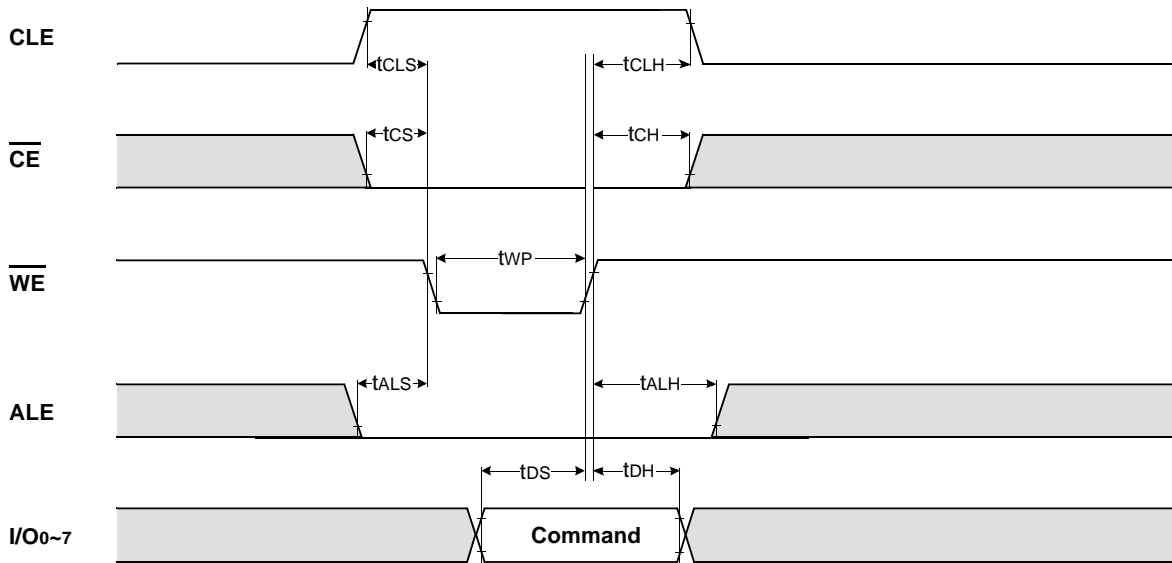 CLE
tCLS
tCLH
CE
tCS
tCH
WE
tWP
ALE
tALS
tALH
tDS
tDH
I/O0~7
Command